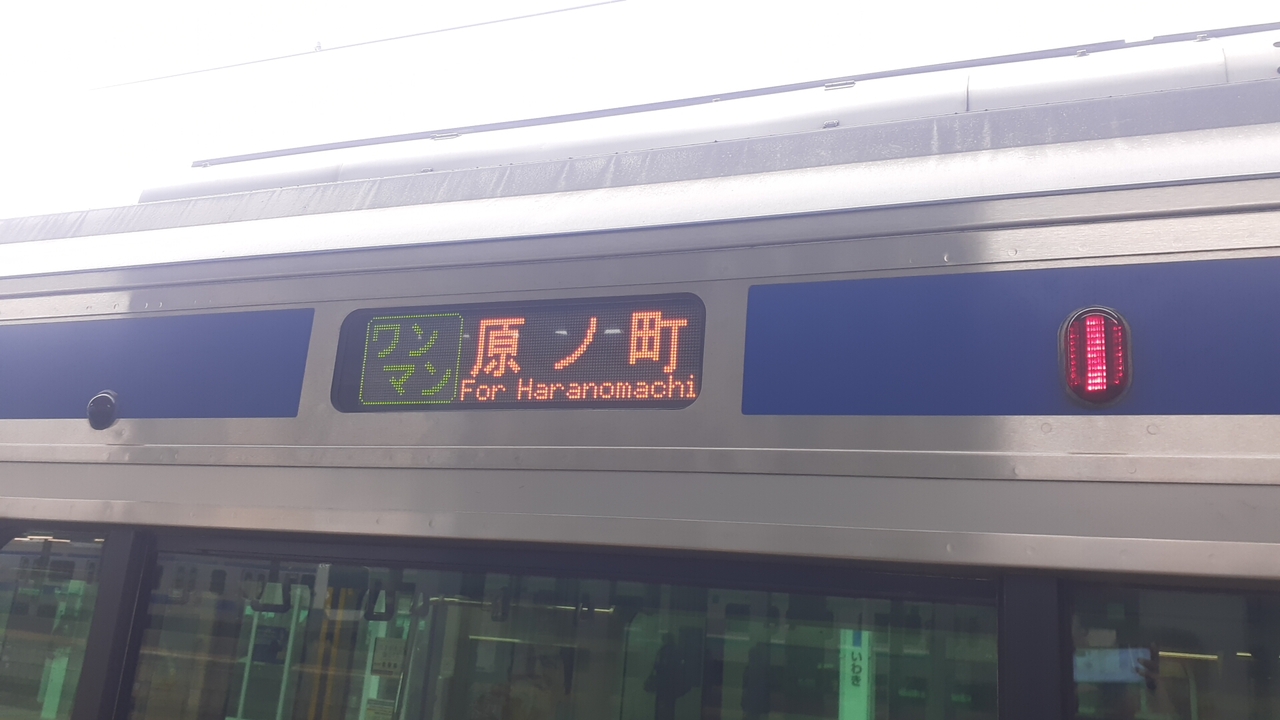 ワン
マン
原ノ町
For Haranomachi
いわき